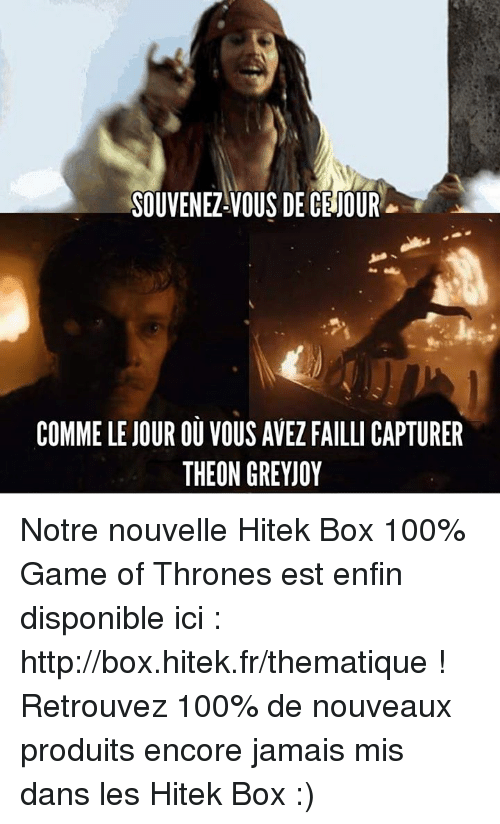 SOUVENEZ-VOUS DE CE JOUR
COMME LE JOUR OÙ VOUS AVEZ FAILLI CAPTURER
THEON GREYJOY
Notre nouvelle Hitek Box 100%
Game of Thrones est enfin
disponible ici :
http://box.hitek.fr/thematique !
Retrouvez 100% de nouveaux
produits encore jamais mis
dans les Hitek Box :)